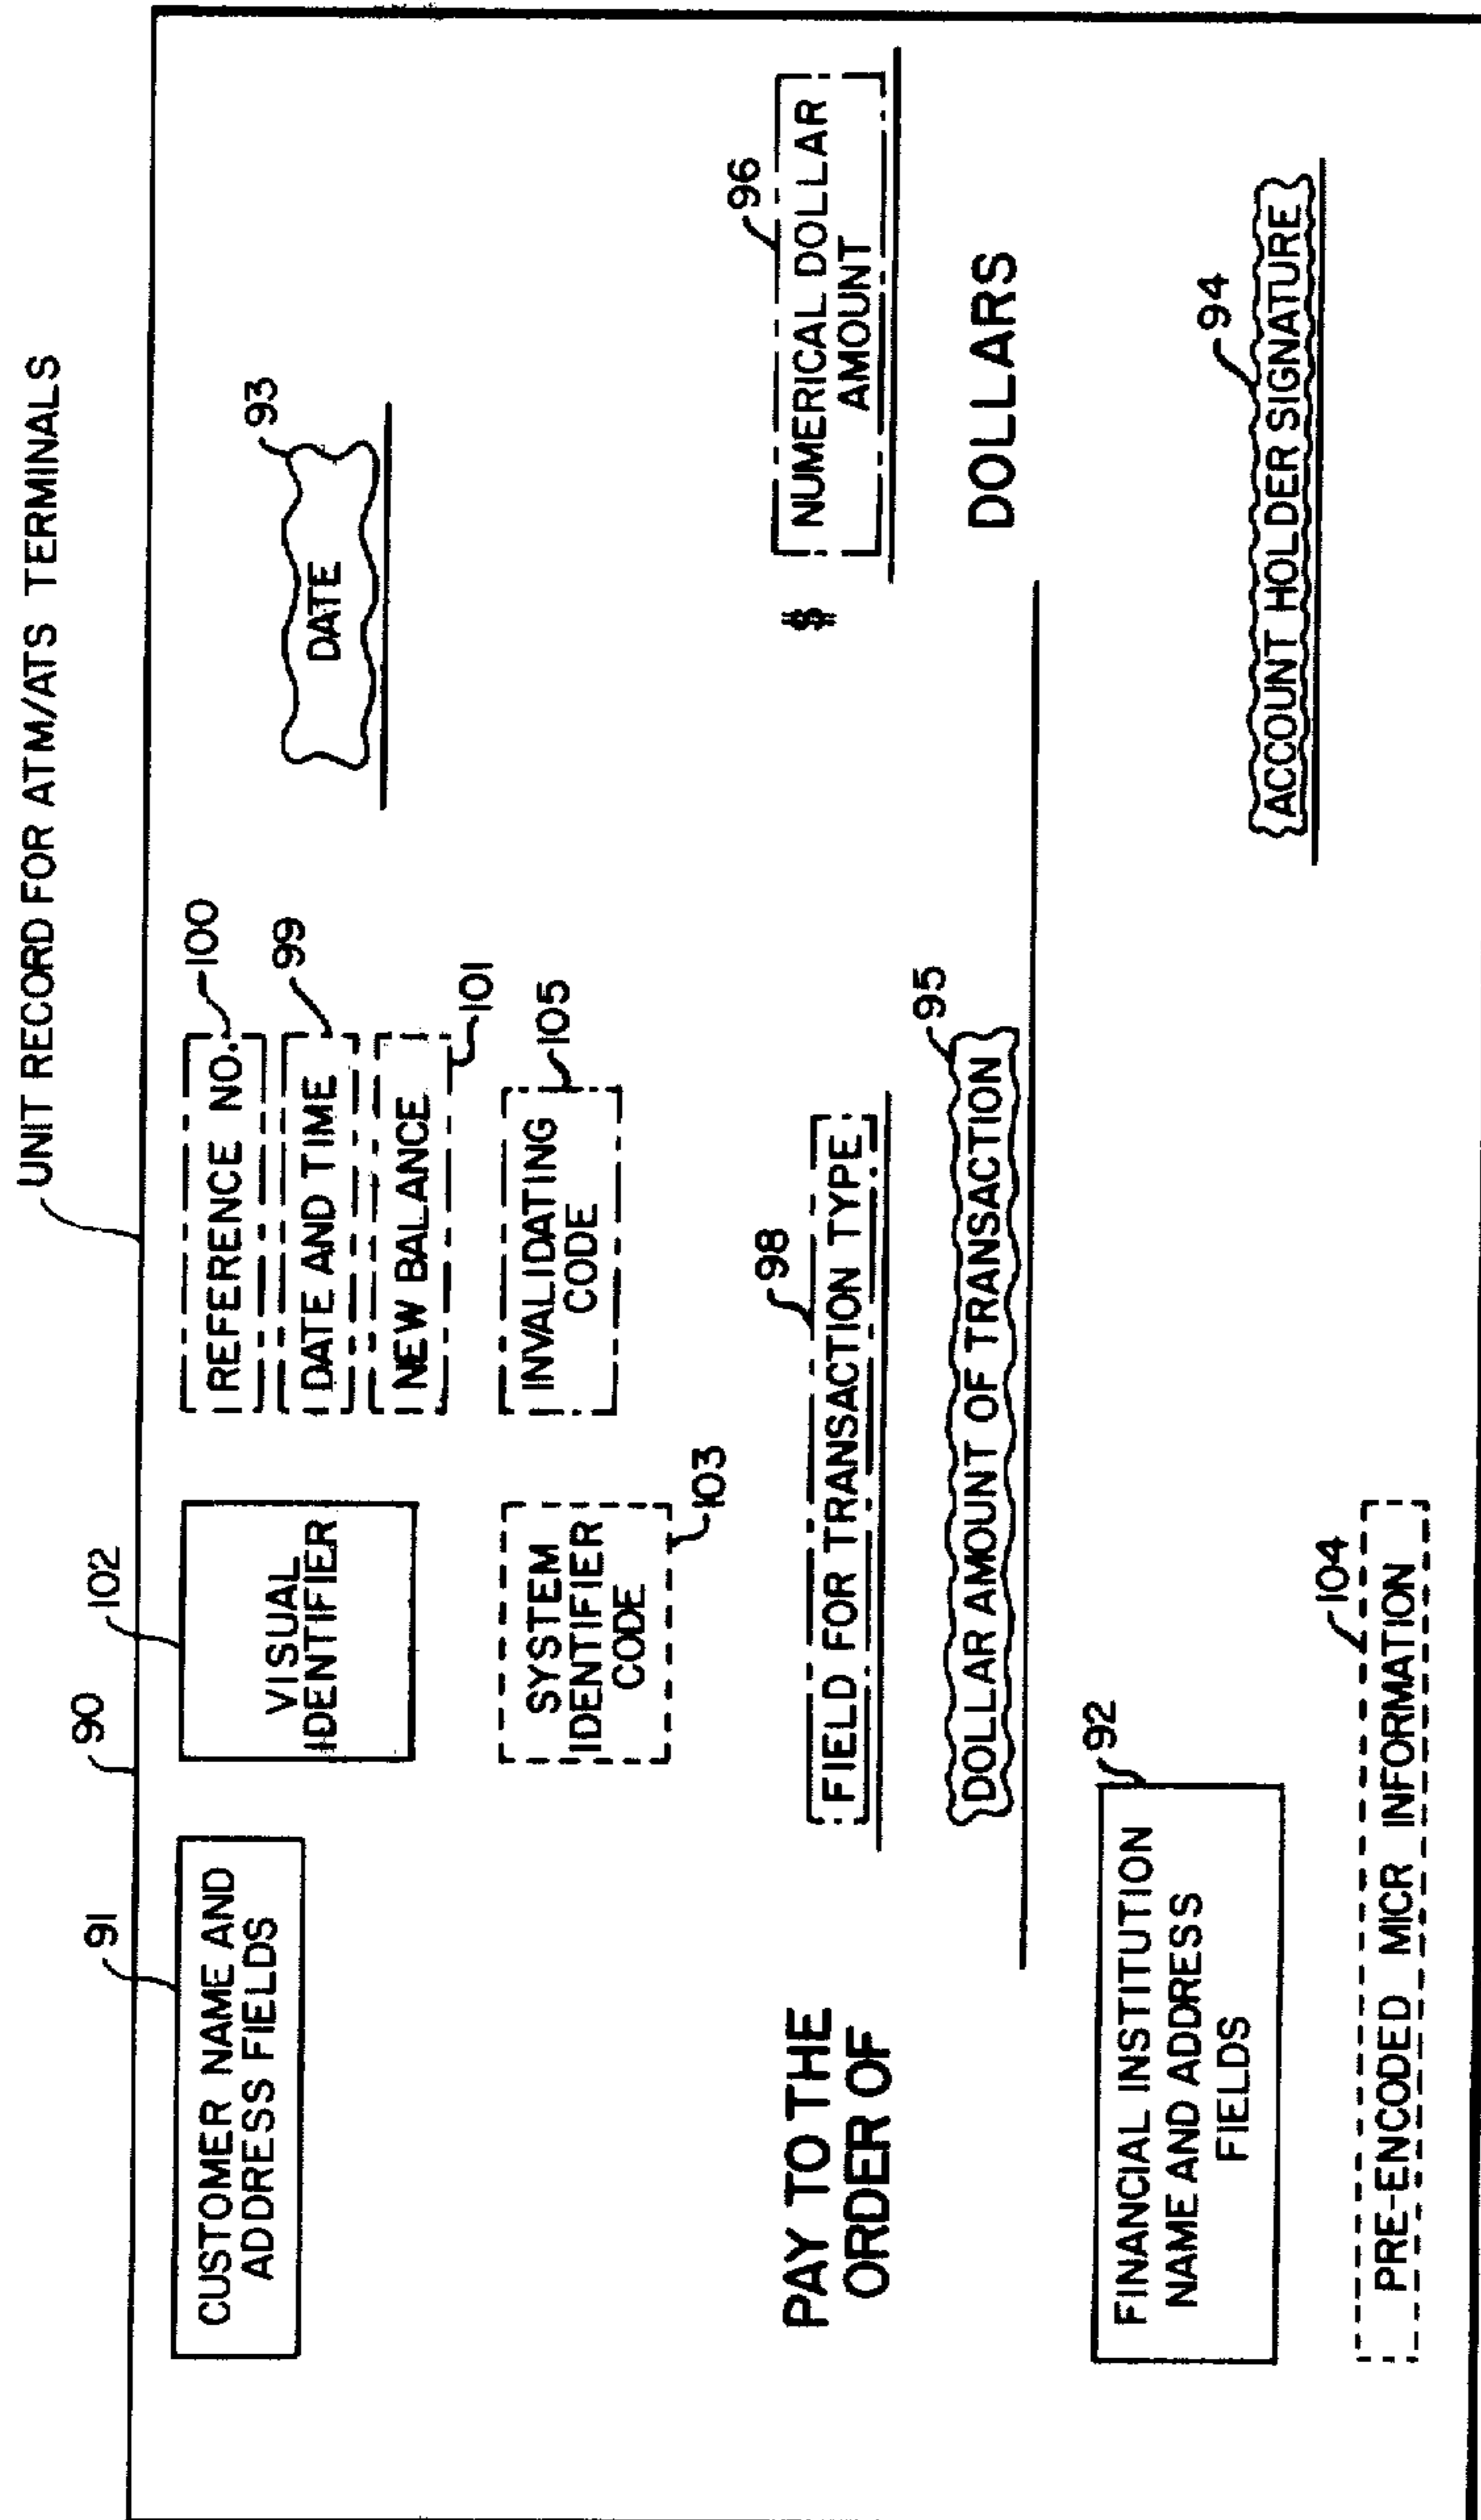 UNIT RECORD FOR ATM/ATS TERMINALS
91
90
102
CUSTOMER NAME AND
ADDRESS FIELDS
VISUAL
IDENTIFIER
REFERENCE NO.
100
DATE AND TIME
99
NEW BALANCE
101
DATE
93
SYSTEM
IDENTIFIER
CODE
103
INVALIDATING
CODE
105
PAY TO THE
ORDER OF
98
FIELD FOR TRANSACTION TYPE
$
96
NUMERICAL DOLLAR
AMOUNT
95
DOLLAR AMOUNT OF TRANSACTION
DOLLARS
92
FINANCIAL INSTITUTION
NAME AND ADDRESS
FIELDS
94
ACCOUNT HOLDER SIGNATURE
104
PRE-ENCODED MICR INFORMATION